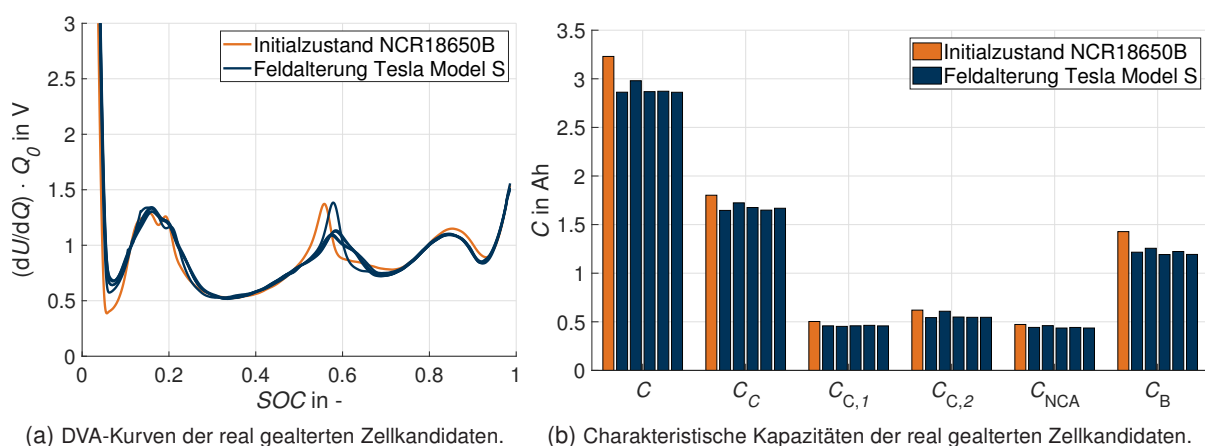 3
2.5
2
1.5
1
0.5
0
(dU/dQ) · Q0 in V
Initialzustand NCR18650B
Feldalterung Tesla Model S
0 0.2 0.4 0.6 0.8 1
SOC in -
(a) DVA-Kurven der real gealterten Zellkandidaten.
3.5
3
2.5
2
1.5
1
0.5
0
C in Ah
Initialzustand NCR18650B
Feldalterung Tesla Model S
C CC CC,1 CC,2 CNCA CB
(b) Charakteristische Kapazitäten der real gealterten Zellkandidaten.